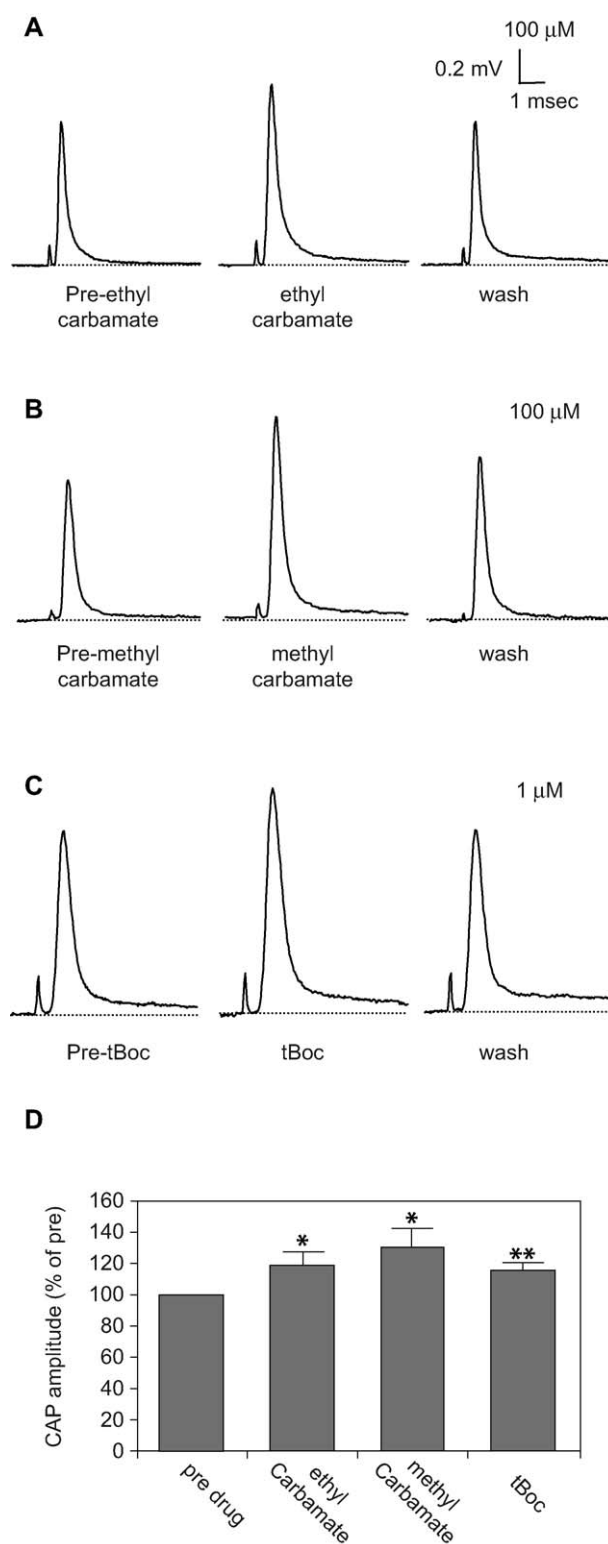 A
100 μM
0.2 mV
1 msec
Pre-ethyl
carbamate
ethyl
carbamate
wash
B
100 μM
Pre-methyl
carbamate
methyl
carbamate
wash
C
1 μM
Pre-tBoc
tBoc
wash
D
CAP amplitude (% of pre)
160
140
120
100
80
60
40
20
0
*
*
**
pre drug
ethyl
Carbamate
methyl
Carbamate
tBoc